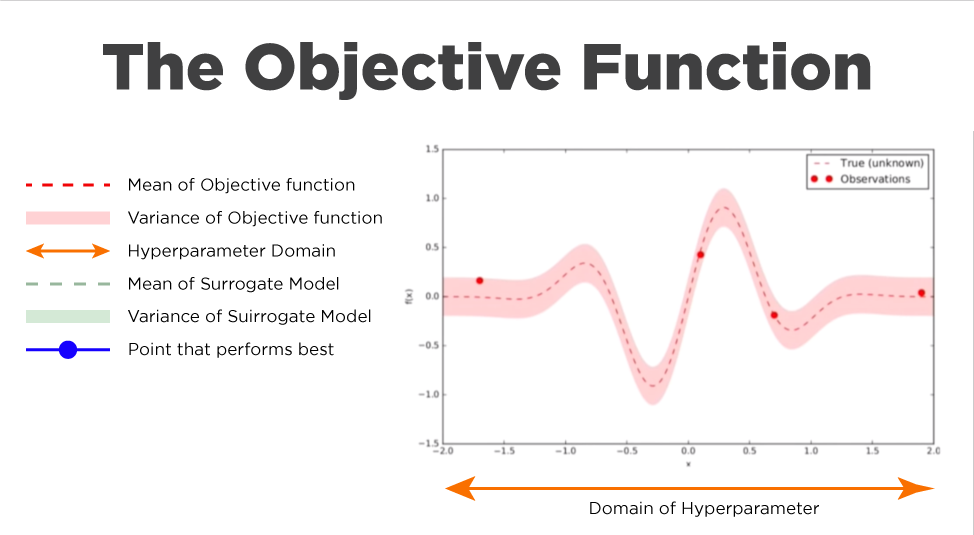 The Objective Function
Mean of Objective function
Variance of Objective function
Hyperparameter Domain
Mean of Surrogate Model
Variance of Suirrogate Model
Point that performs best
True (unknown)
Observations
1.5
1.0
0.5
0.0
−0.5
−1.0
−1.5
f(x)
−2.0 −1.5 −1.0 −0.5 0.0 0.5 1.0 1.5 2.0
x
Domain of Hyperparameter